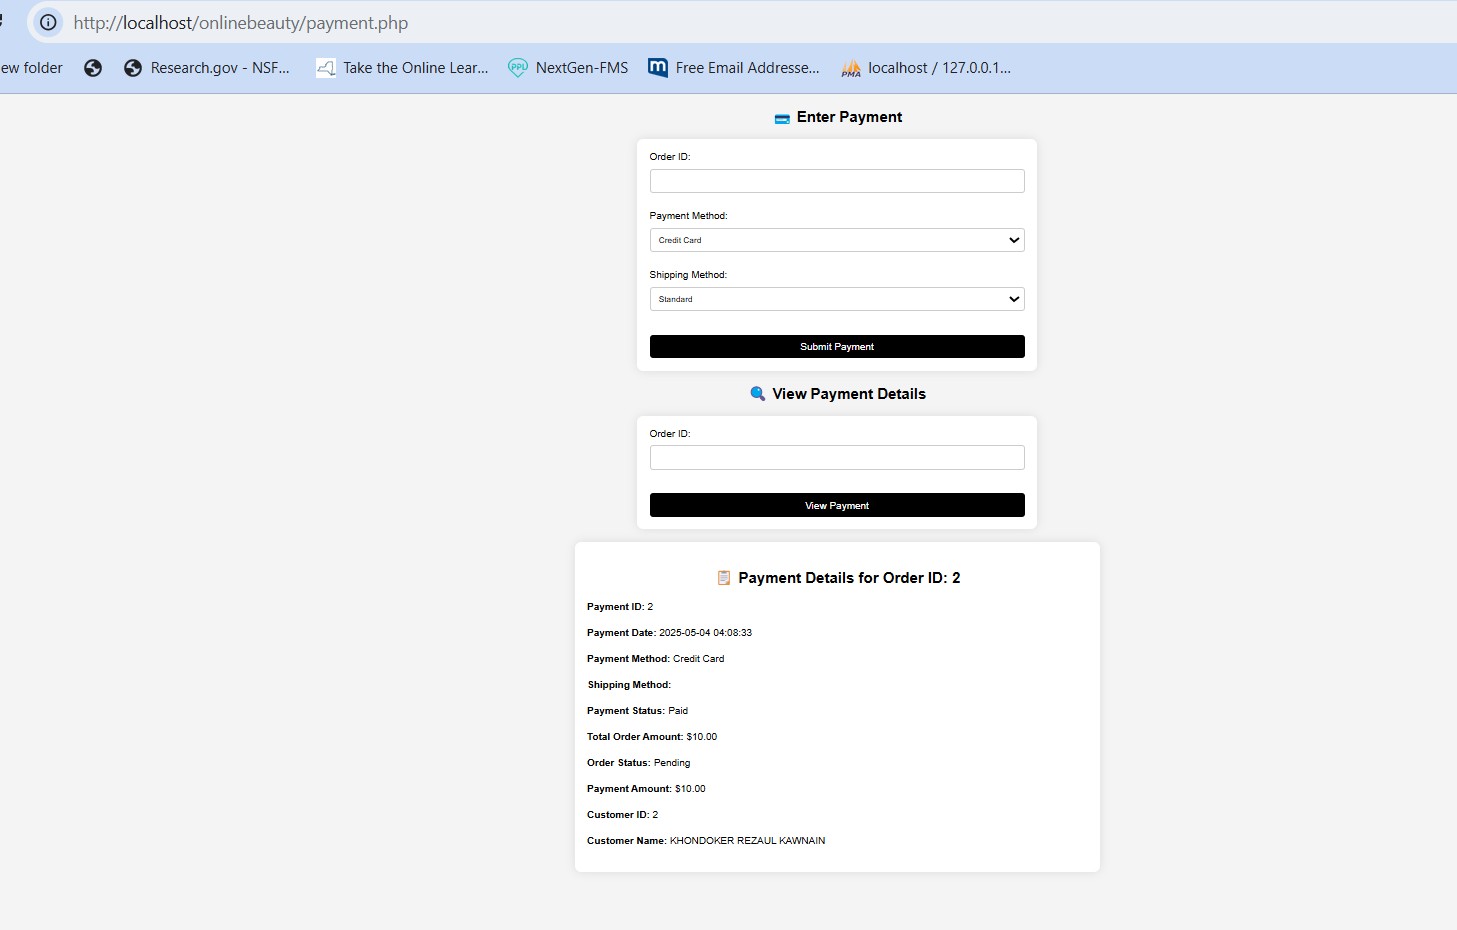 http://localhost/onlinebeauty/payment.php
ew folder Research.gov - NSF... Take the Online Lear... NextGen-FMS Free Email Addresse... localhost / 127.0.0.1...
Enter Payment
Order ID:
Payment Method:
Credit Card
Shipping Method:
Standard
Submit Payment
View Payment Details
Order ID:
View Payment
Payment Details for Order ID: 2
Payment ID: 2
Payment Date: 2025-05-04 04:08:33
Payment Method: Credit Card
Shipping Method:
Payment Status: Paid
Total Order Amount: $10.00
Order Status: Pending
Payment Amount: $10.00
Customer ID: 2
Customer Name: KHONDOKER REZAUL KAWNAIN